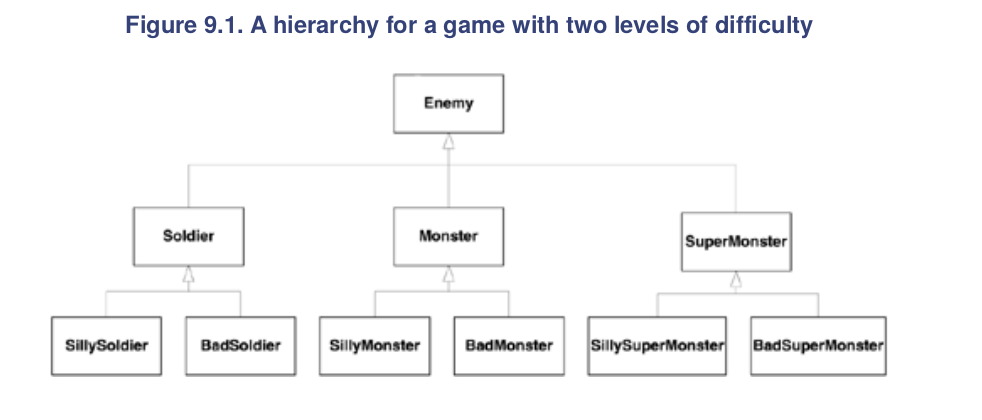 Figure 9.1. A hierarchy for a game with two levels of difficulty
Enemy
Soldier
Monster
SuperMonster
SillySoldier
BadSoldier
SillyMonster
BadMonster
SillySuperMonster
BadSuperMonster